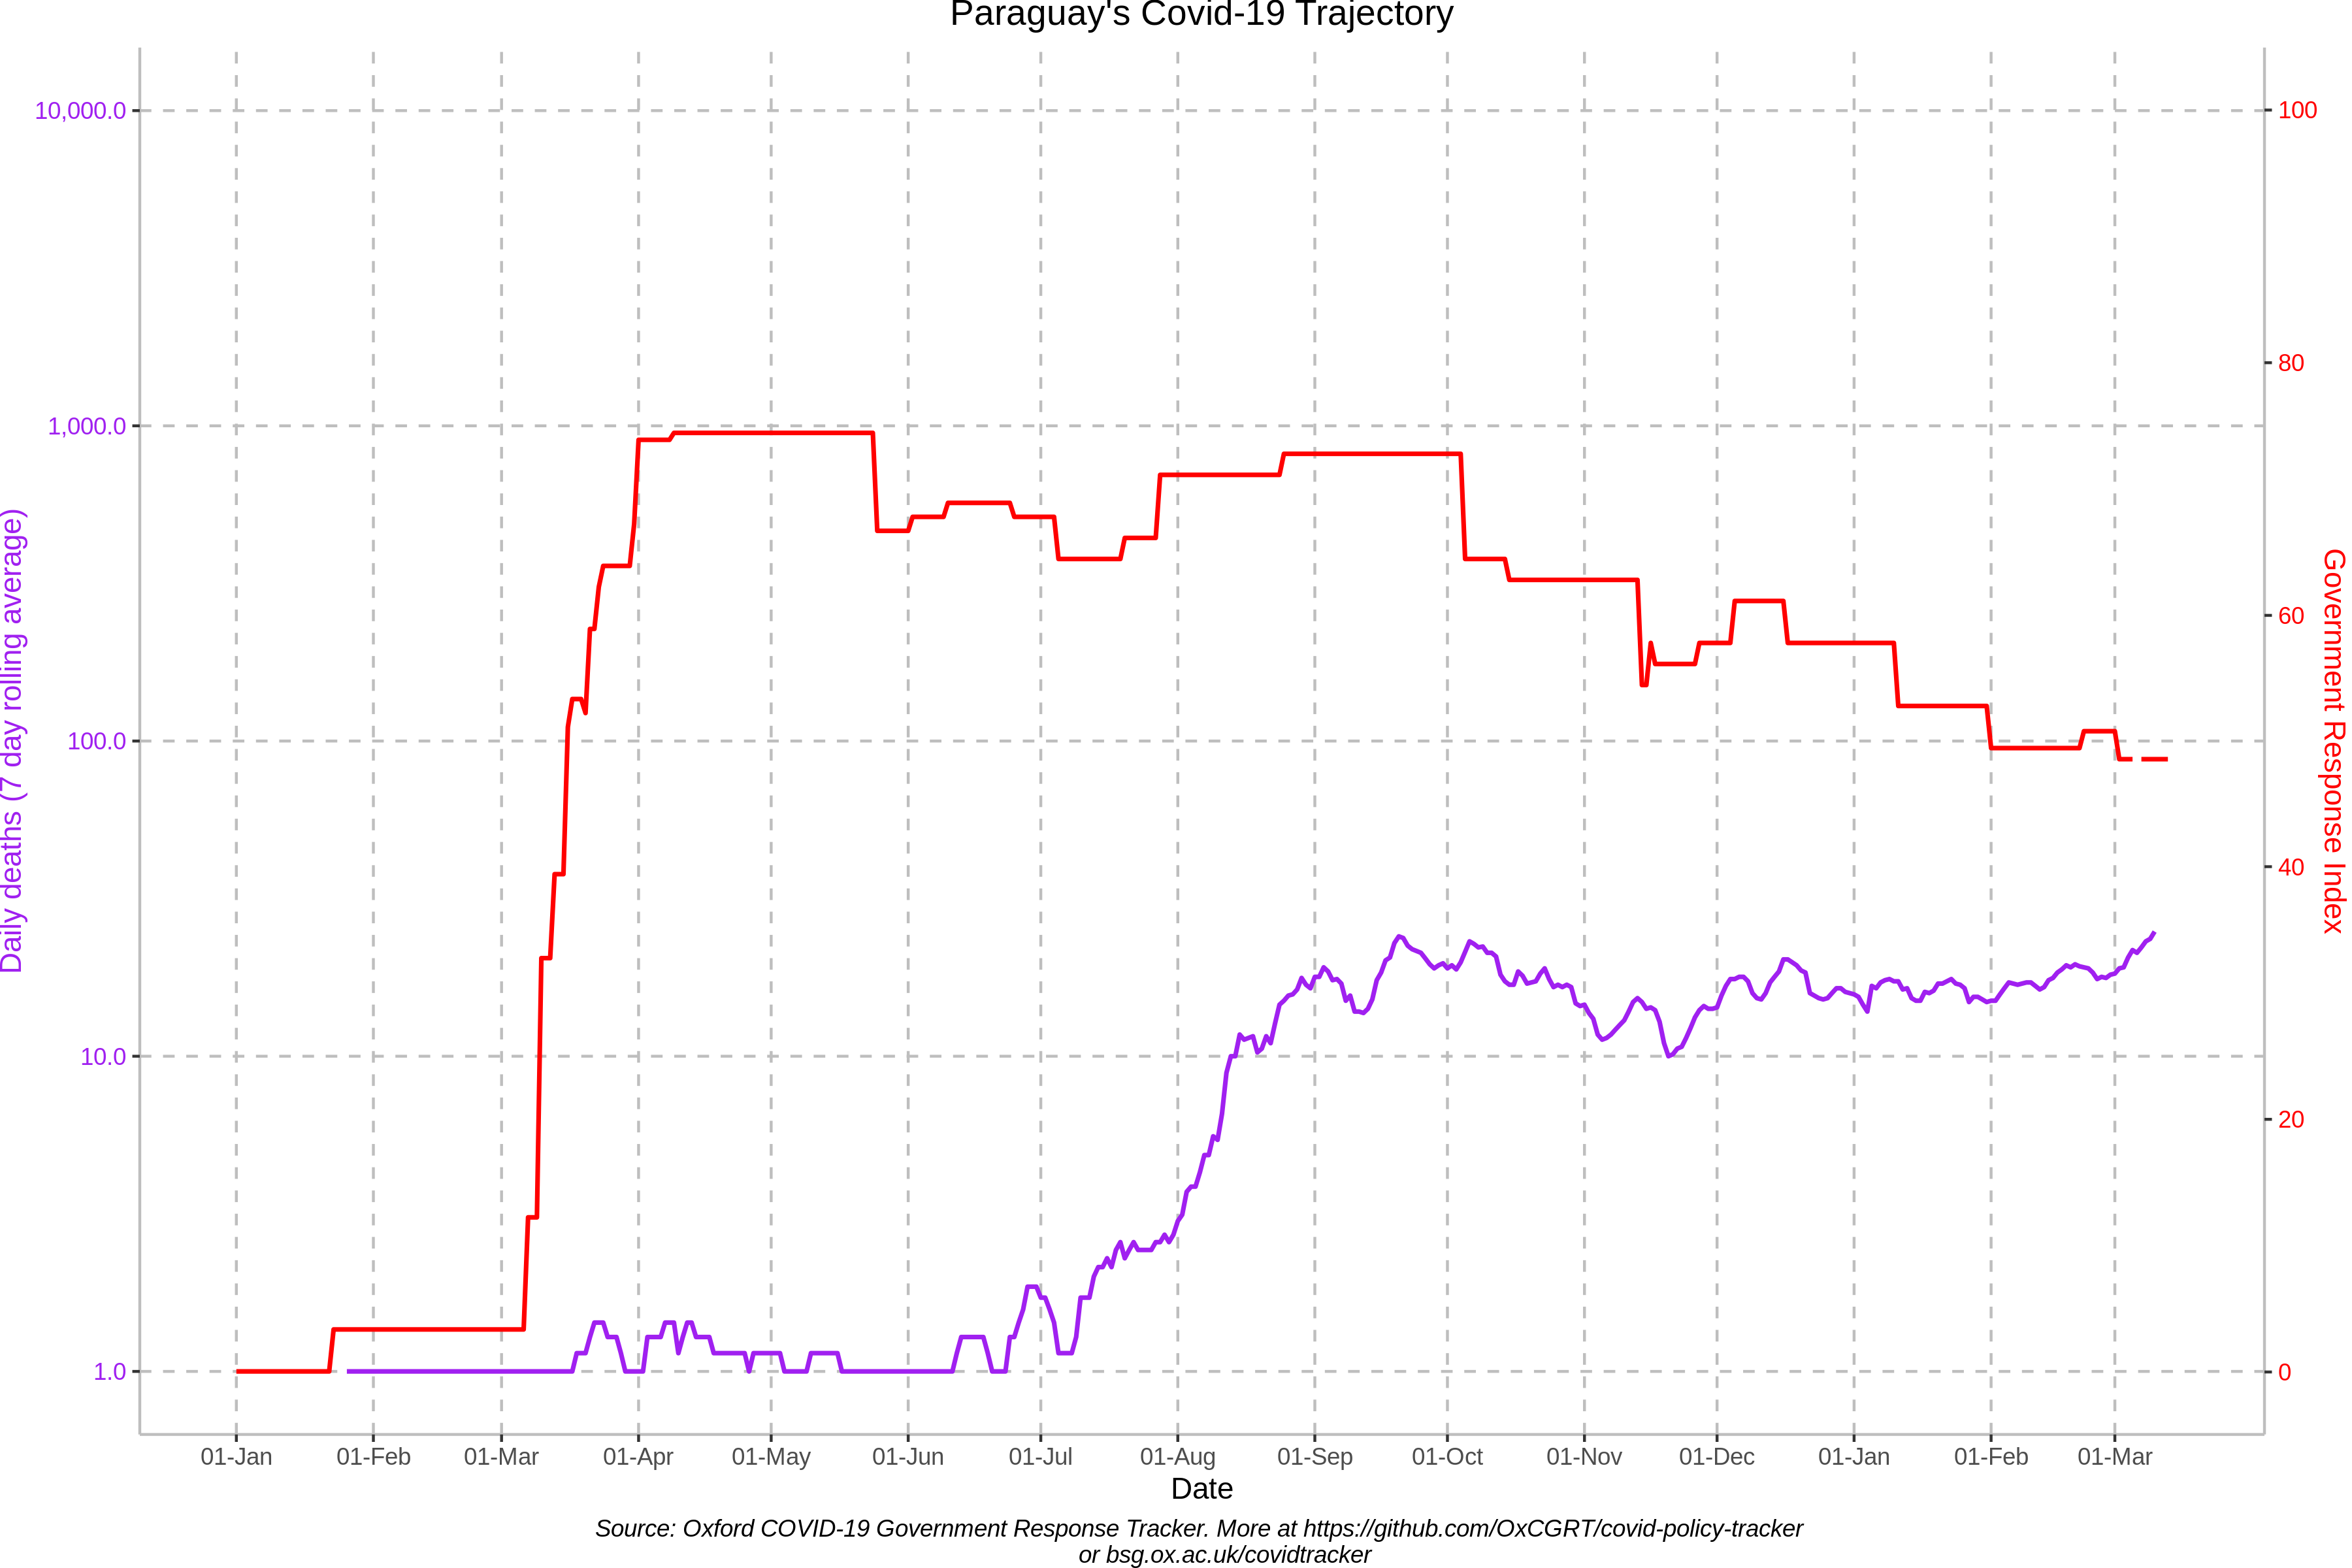 Paraguay's Covid-19 Trajectory
10,000.0
1,000.0
100.0
10.0
1.0
Daily deaths (7 day rolling average)
100
80
60
40
20
0
Government Response Index
01-Jan 01-Feb 01-Mar 01-Apr 01-May 01-Jun 01-Jul 01-Aug 01-Sep 01-Oct 01-Nov 01-Dec 01-Jan 01-Feb 01-Mar
Date
Source: Oxford COVID-19 Government Response Tracker. More at https://github.com/OxCGRT/covid-policy-tracker
or bsg.ox.ac.uk/covidtracker